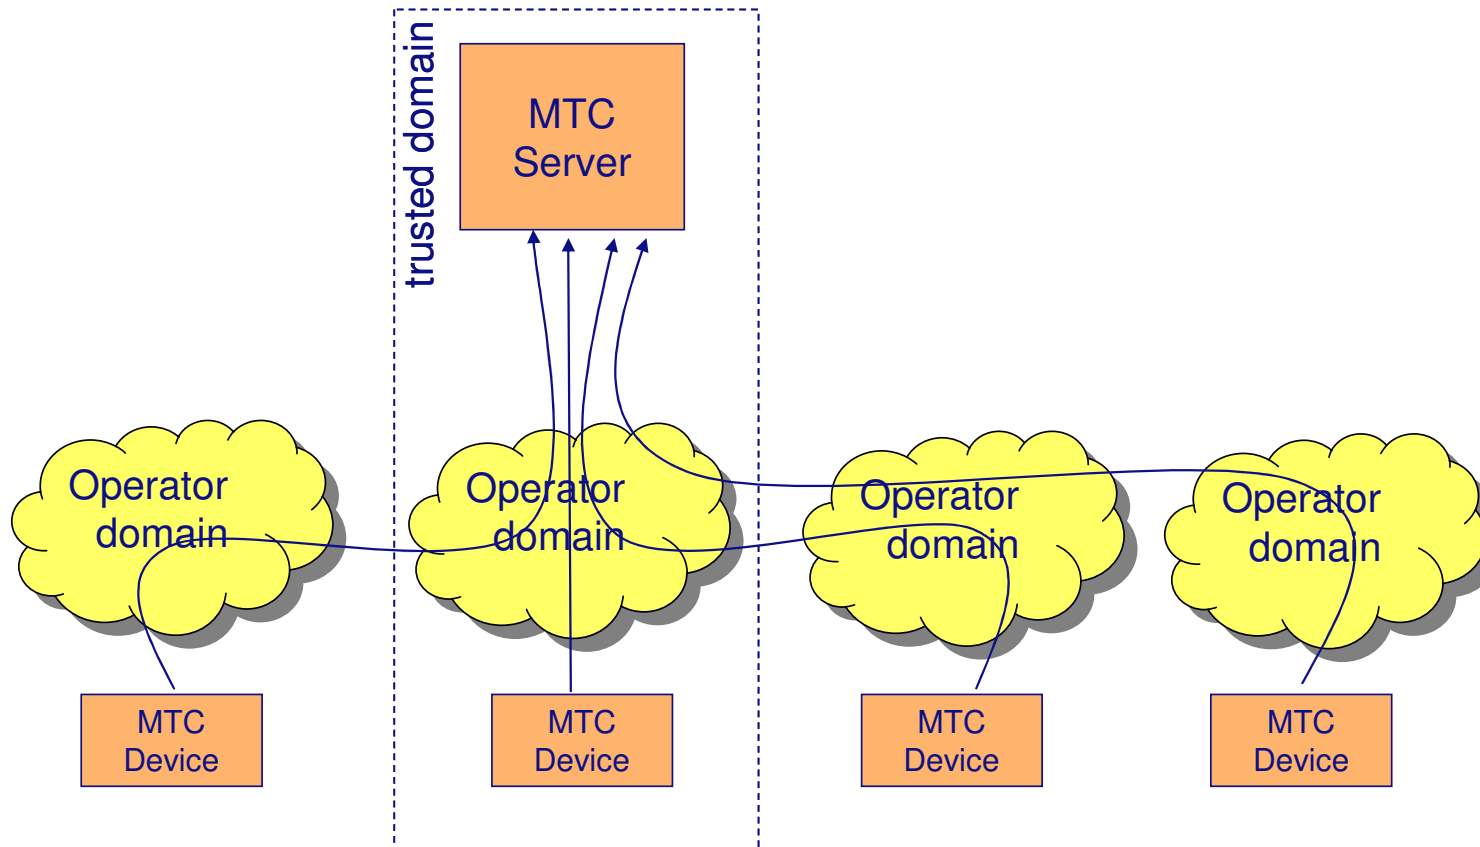 trusted domain
MTC
Server
Operator
domain
Operator
domain
Operator
domain
Operator
domain
MTC
Device
MTC
Device
MTC
Device
MTC
Device